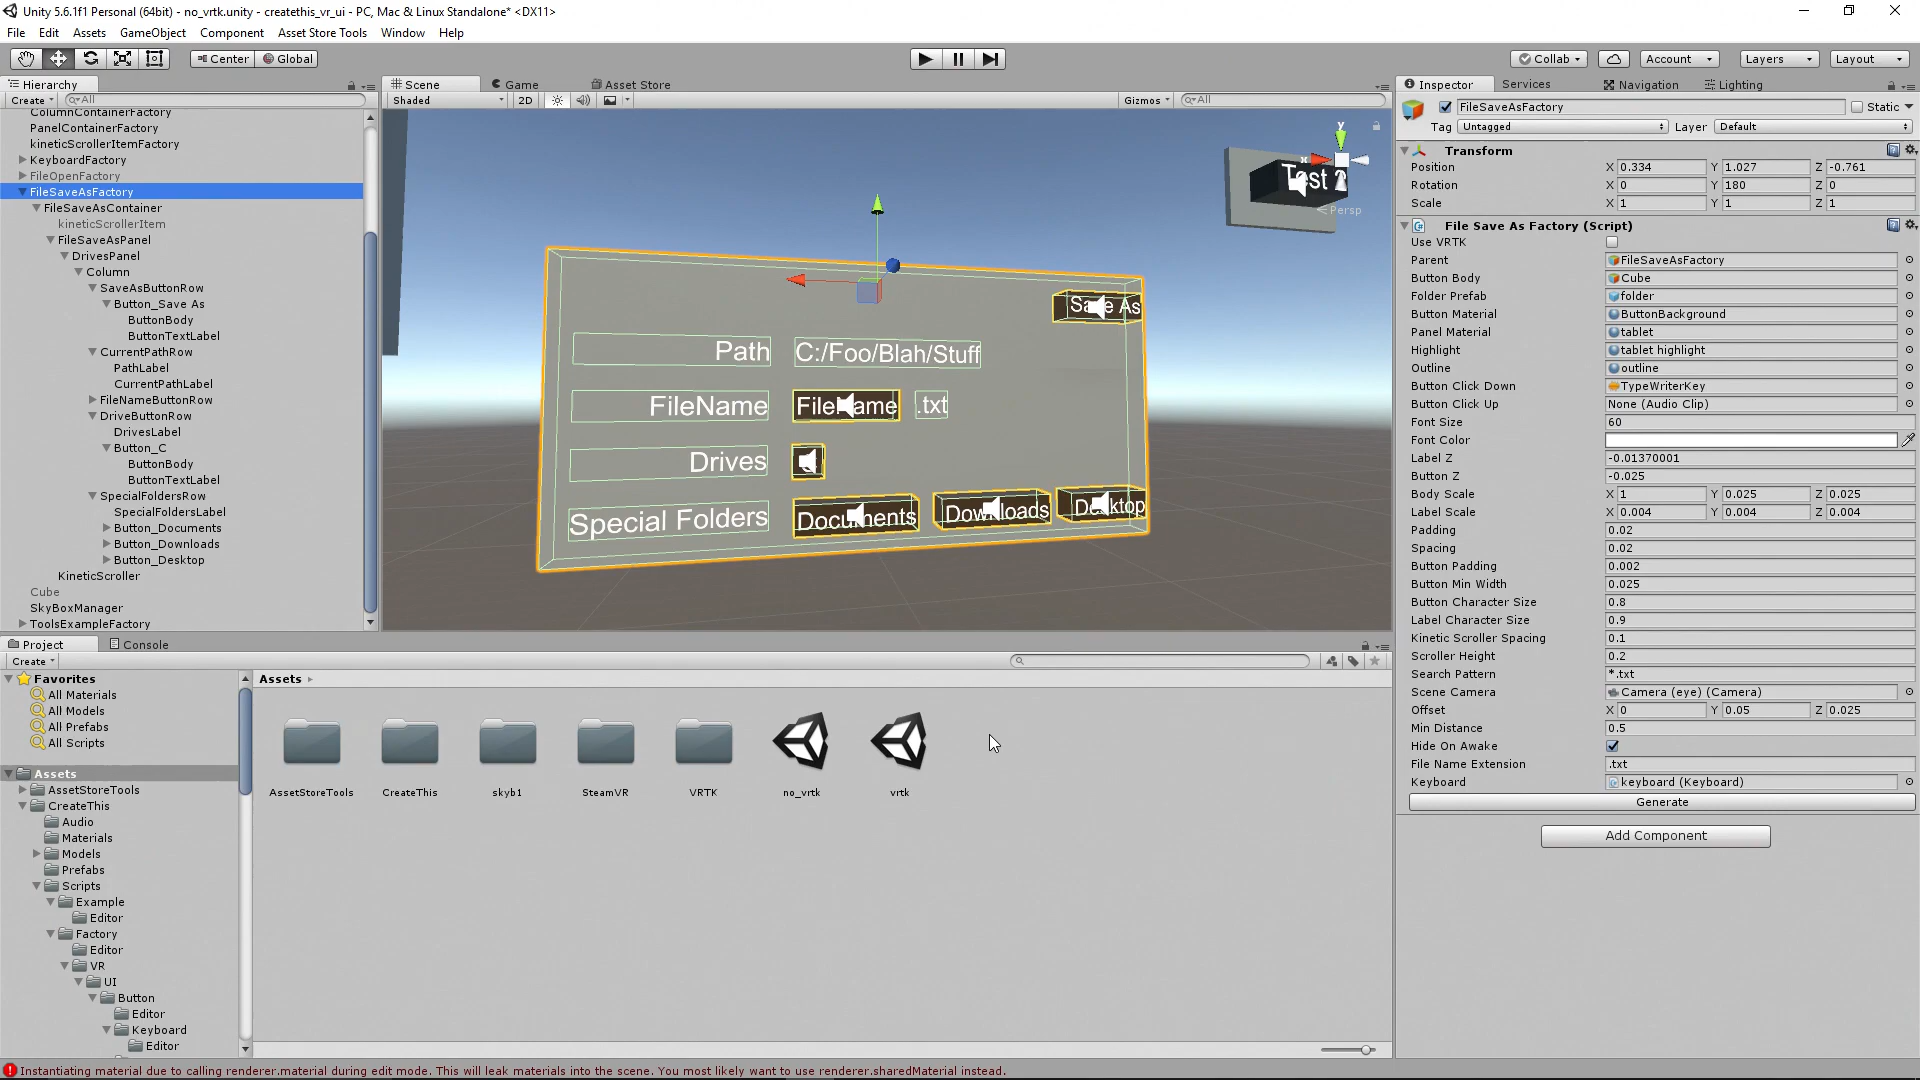 Unity 5.6.1f1 Personal (64bit) - no_vrtk.unity - createthis_vr_ui - PC, Mac & Linux Standalone* <DX11>
File Edit Assets GameObject Component Asset Store Tools Window Help
Center Global Collab Account Layers Layout
Hierarchy
Create All
ColumnContainerFactory
PanelContainerFactory
kineticScrollerItemFactory
KeyboardFactory
FileOpenFactory
FileSaveAsFactory
FileSaveAsContainer
kineticScrollerItem
FileSaveAsPanel
DrivesPanel
Column
SaveAsButtonRow
Button_Save As
ButtonBody
ButtonTextLabel
CurrentPathRow
PathLabel
CurrentPathLabel
FileNameButtonRow
DriveButtonRow
DrivesLabel
Button_C
ButtonBody
ButtonTextLabel
SpecialFoldersRow
SpecialFoldersLabel
Button_Documents
Button_Downloads
Button_Desktop
KineticScroller
Cube
SkyBoxManager
ToolsExampleFactory
Scene Game Asset Store
Shaded 2D Gizmos All
Test 2
y
x
Persp
Save As
Path C:/Foo/Blah/Stuff
FileName FileName .txt
Drives
Special Folders Documents Downloads Desktop
Inspector Services Navigation Lighting
FileSaveAsFactory Static
Tag Untagged Layer Default
Transform
Position X 0.334 Y 1.027 Z -0.761
Rotation X 0 Y 180 Z 0
Scale X 1 Y 1 Z 1
File Save As Factory (Script)
Use VRTK
Parent FileSaveAsFactory
Button Body Cube
Folder Prefab folder
Button Material ButtonBackground
Panel Material tablet
Highlight tablet highlight
Outline outline
Button Click Down TypeWriterKey
Button Click Up None (Audio Clip)
Font Size 60
Font Color
Label Z -0.01370001
Button Z -0.025
Body Scale X 1 Y 0.025 Z 0.025
Label Scale X 0.004 Y 0.004 Z 0.004
Padding 0.02
Spacing 0.02
Button Padding 0.002
Button Min Width 0.025
Button Character Size 0.8
Label Character Size 0.9
Kinetic Scroller Spacing 0.1
Scroller Height 0.2
Search Pattern *.txt
Scene Camera Camera (eye) (Camera)
Offset X 0 Y 0.05 Z 0.025
Min Distance 0.5
Hide On Awake
File Name Extension .txt
Keyboard keyboard (Keyboard)
Generate
Add Component
Project Console
Create
Favorites
All Materials
All Models
All Prefabs
All Scripts
Assets
AssetStoreTools
CreateThis
Audio
Materials
Models
Prefabs
Scripts
Example
Editor
Factory
Editor
VR
UI
Button
Editor
Keyboard
Editor
Assets
AssetStoreTools CreateThis skyb1 SteamVR VRTK no_vrtk vrtk
Instantiating material due to calling renderer.material during edit mode. This will leak materials into the scene. You most likely want to use renderer.sharedMaterial instead.